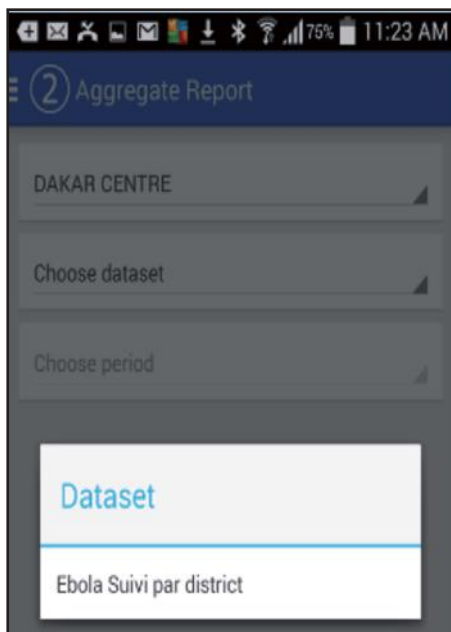 75% 11:23 AM
2 Aggregate Report
DAKAR CENTRE
Choose dataset
Choose period
Dataset
Ebola Suivi par district